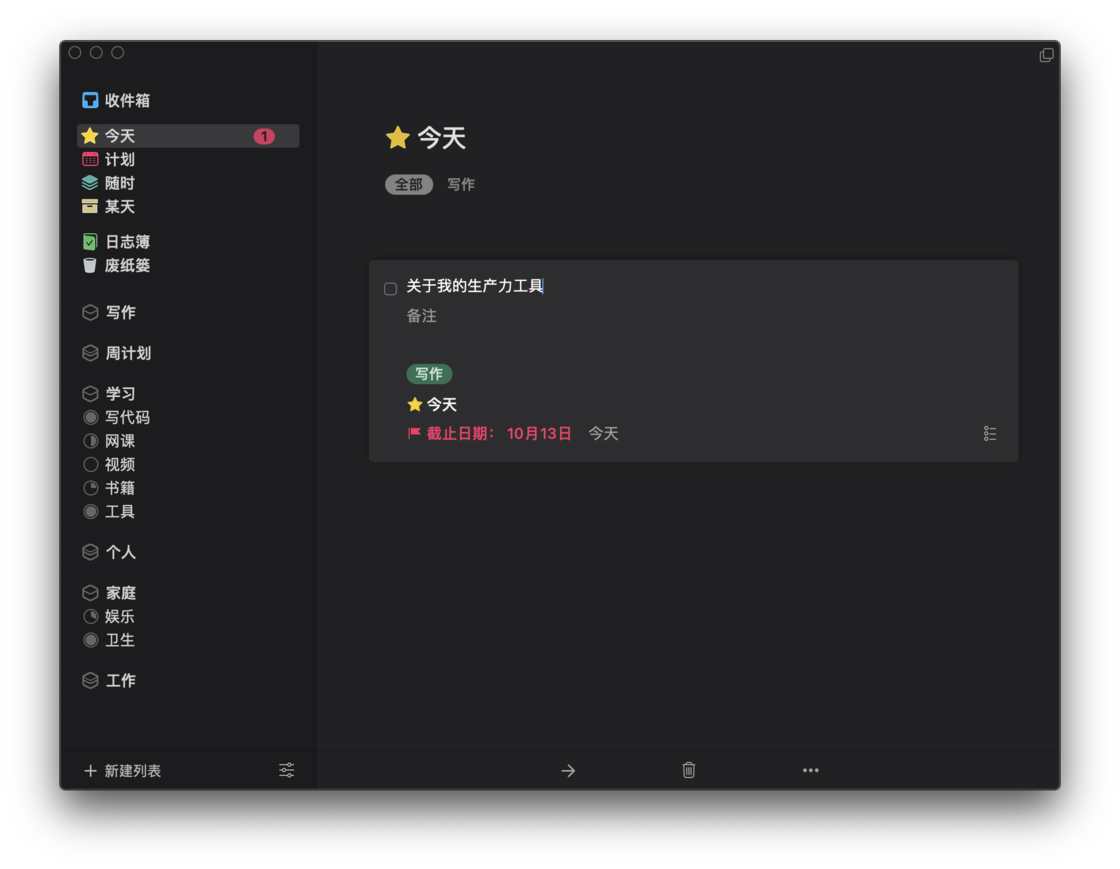 收件箱
今天 1
计划
随时
某天
日志簿
废纸篓
写作
周计划
学习
写代码
网课
视频
书籍
工具
个人
家庭
娱乐
卫生
工作
新建列表
今天
全部 写作
关于我的生产力工具
备注
写作
今天
截止日期： 10月13日 今天